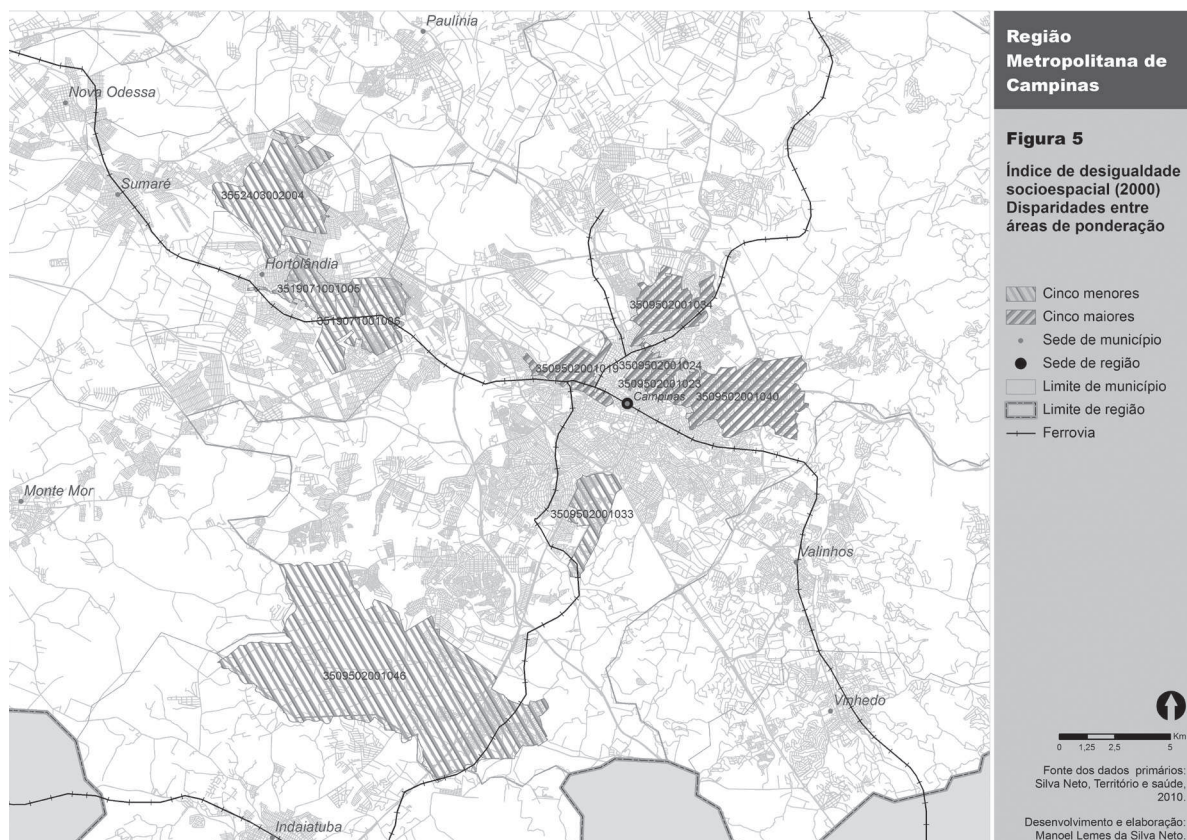 Paulínia
Nova Odessa
Sumaré
3552403002004
Hortolândia
3519071001005
3519071001006
3509502001034
3509502001019
3509502001024
3509502001023
Campinas
3509502001040
Monte Mor
3509502001033
Valinhos
3509502001046
Vinhedo
Indaiatuba
Região
Metropolitana de
Campinas
Figura 5
Índice de desigualdade
socioespacial (2000)
Disparidades entre
áreas de ponderação
Cinco menores
Cinco maiores
Sede de município
Sede de região
Limite de município
Limite de região
Ferrovia
Km
0 1,25 2,5 5
Fonte dos dados primários:
Silva Neto, Território e saúde,
2010.
Desenvolvimento e elaboração:
Manoel Lemes da Silva Neto.